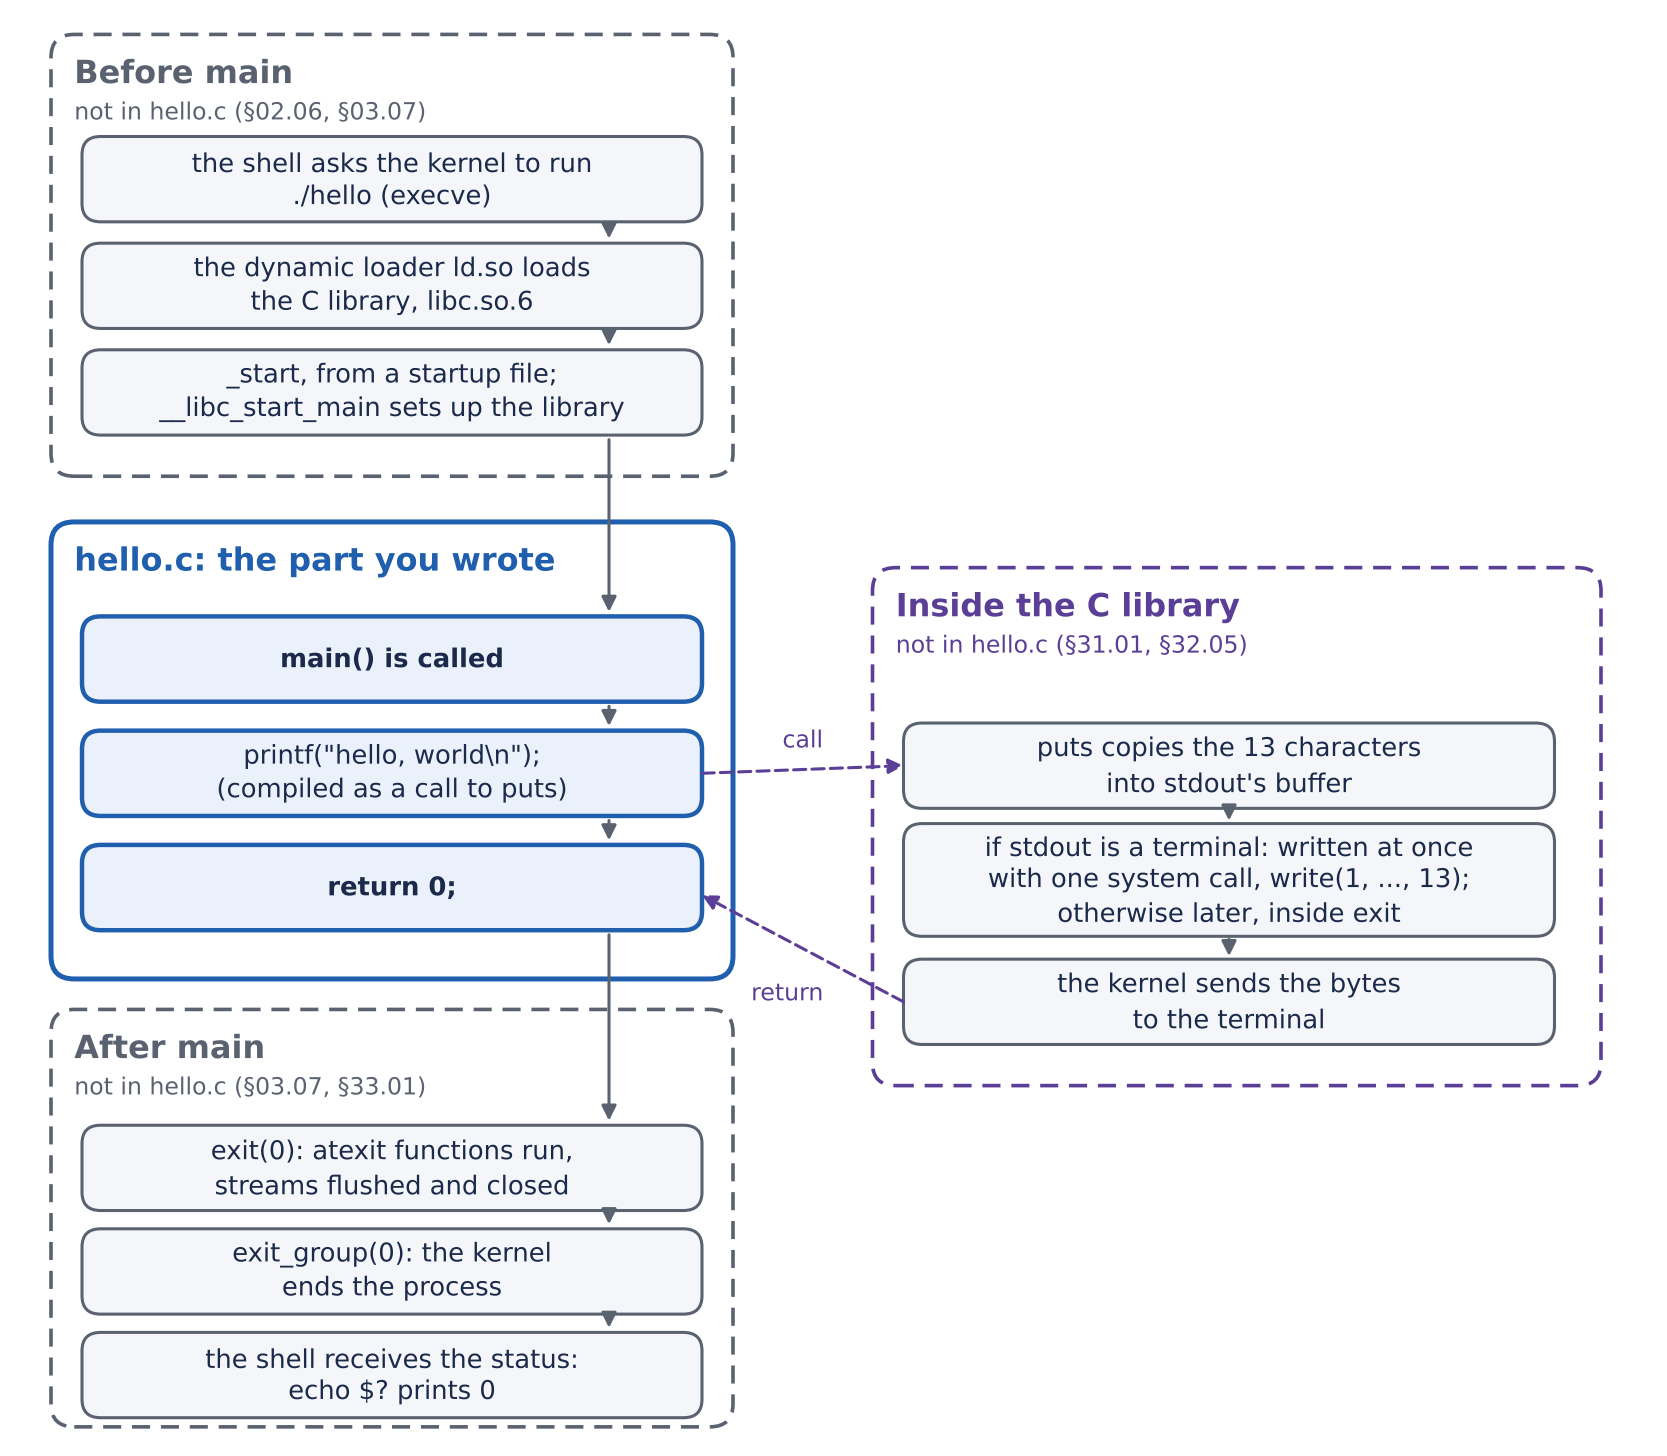 Before main
not in hello.c (§02.06, §03.07)
the shell asks the kernel to run
./hello (execve)
the dynamic loader ld.so loads
the C library, libc.so.6
_start, from a startup file;
__libc_start_main sets up the library
hello.c: the part you wrote
main() is called
printf("hello, world\n");
(compiled as a call to puts)
return 0;
call
return
Inside the C library
not in hello.c (§31.01, §32.05)
puts copies the 13 characters
into stdout's buffer
if stdout is a terminal: written at once
with one system call, write(1, ..., 13);
otherwise later, inside exit
the kernel sends the bytes
to the terminal
After main
not in hello.c (§03.07, §33.01)
exit(0): atexit functions run,
streams flushed and closed
exit_group(0): the kernel
ends the process
the shell receives the status:
echo $? prints 0